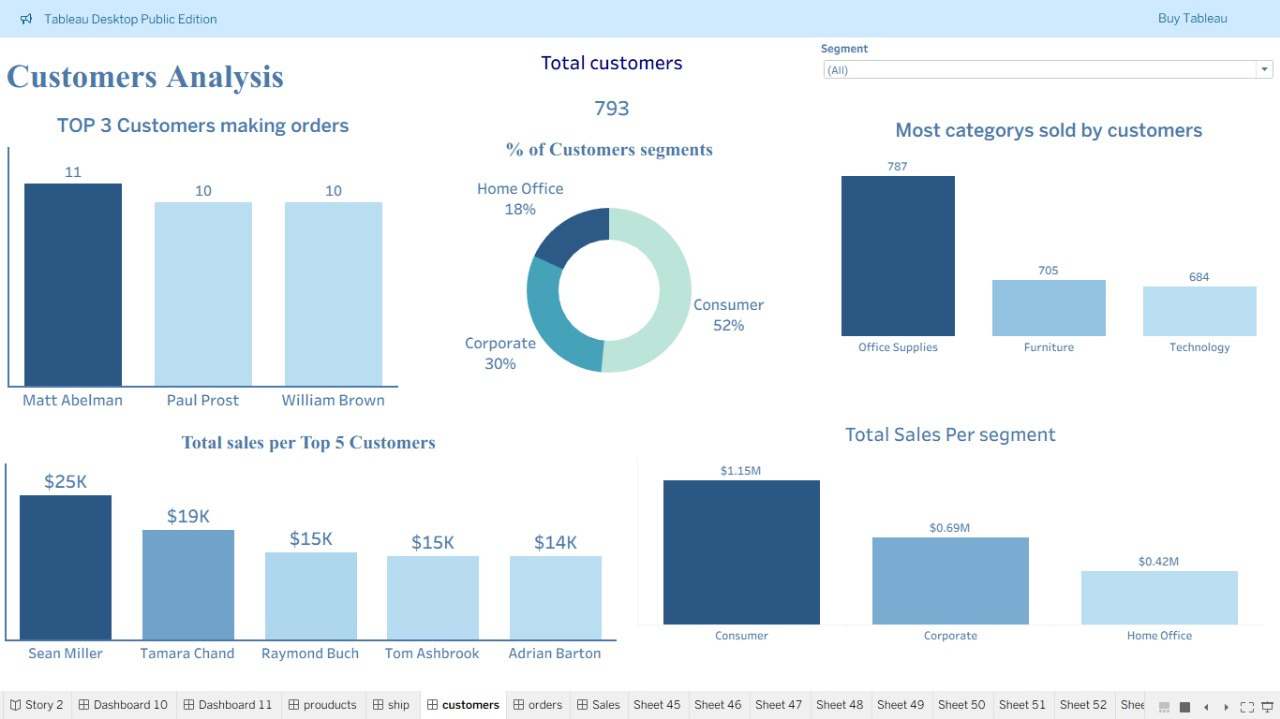 Tableau Desktop Public Edition
Buy Tableau
Customers Analysis
Total customers
793
Segment
(All)
TOP 3 Customers making orders
11
10
10
Matt Abelman
Paul Prost
William Brown
% of Customers segments
Home Office
18%
Consumer
52%
Corporate
30%
Most categorys sold by customers
787
705
684
Office Supplies
Furniture
Technology
Total sales per Top 5 Customers
$25K
$19K
$15K
$15K
$14K
Sean Miller
Tamara Chand
Raymond Buch
Tom Ashbrook
Adrian Barton
Total Sales Per segment
$1.15M
$0.69M
$0.42M
Consumer
Corporate
Home Office
Story 2
Dashboard 10
Dashboard 11
prouducts
ship
customers
orders
Sales
Sheet 45
Sheet 46
Sheet 47
Sheet 48
Sheet 49
Sheet 50
Sheet 51
Sheet 52